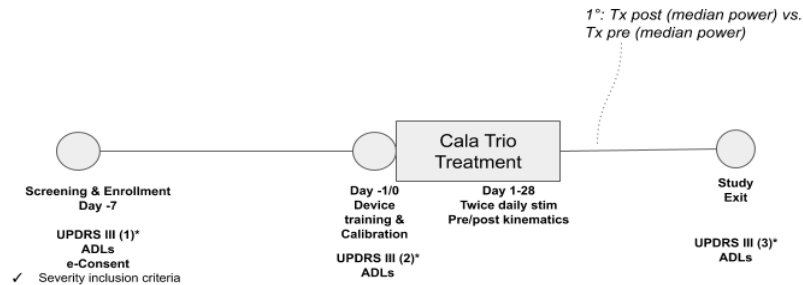 1°: Tx post (median power) vs.
Tx pre (median power)
Cala Trio
Treatment
Screening & Enrollment
Day -7
UPDRS III (1)*
ADLs
e-Consent
✓ Severity inclusion criteria
Day -1/0
Device
training &
Calibration
UPDRS III (2)*
ADLs
Day 1-28
Twice daily stim
Pre/post kinematics
Study
Exit
UPDRS III (3)*
ADLs